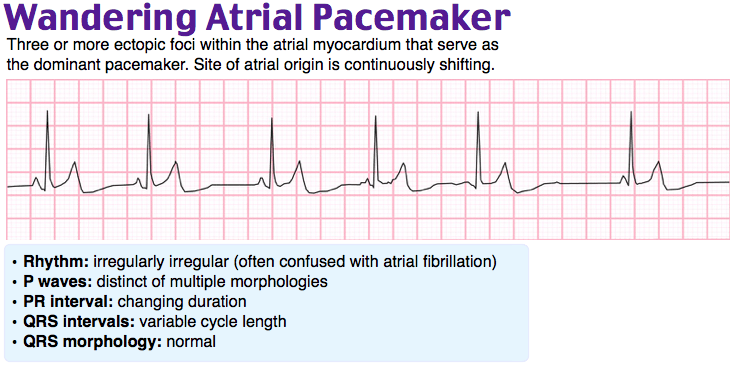 Wandering Atrial Pacemaker
Three or more ectopic foci within the atrial myocardium that serve as
the dominant pacemaker. Site of atrial origin is continuously shifting.
• Rhythm: irregularly irregular (often confused with atrial fibrillation)
• P waves: distinct of multiple morphologies
• PR interval: changing duration
• QRS intervals: variable cycle length
• QRS morphology: normal